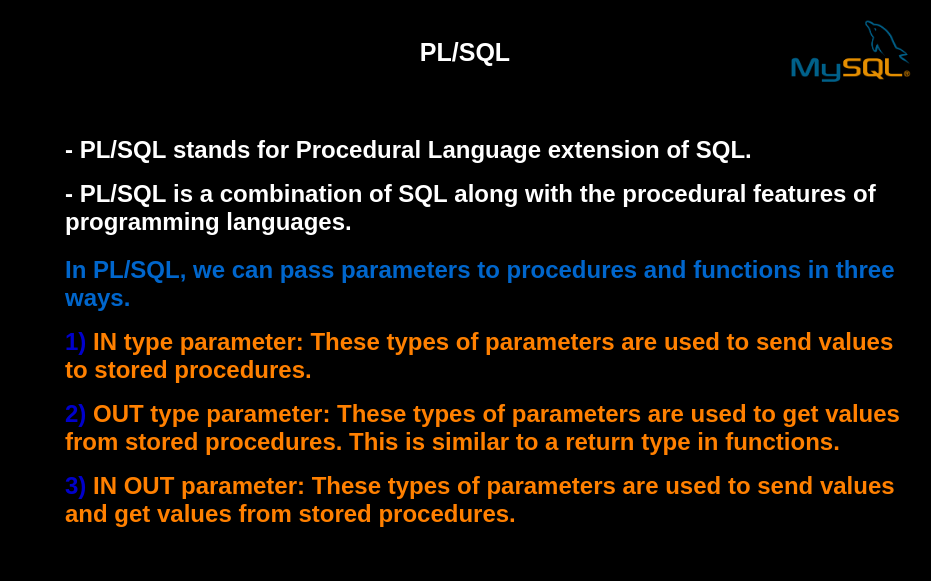 PL/SQL
MySQL®
- PL/SQL stands for Procedural Language extension of SQL.
- PL/SQL is a combination of SQL along with the procedural features of
programming languages.
In PL/SQL, we can pass parameters to procedures and functions in three
ways.
1) IN type parameter: These types of parameters are used to send values
to stored procedures.
2) OUT type parameter: These types of parameters are used to get values
from stored procedures. This is similar to a return type in functions.
3) IN OUT parameter: These types of parameters are used to send values
and get values from stored procedures.